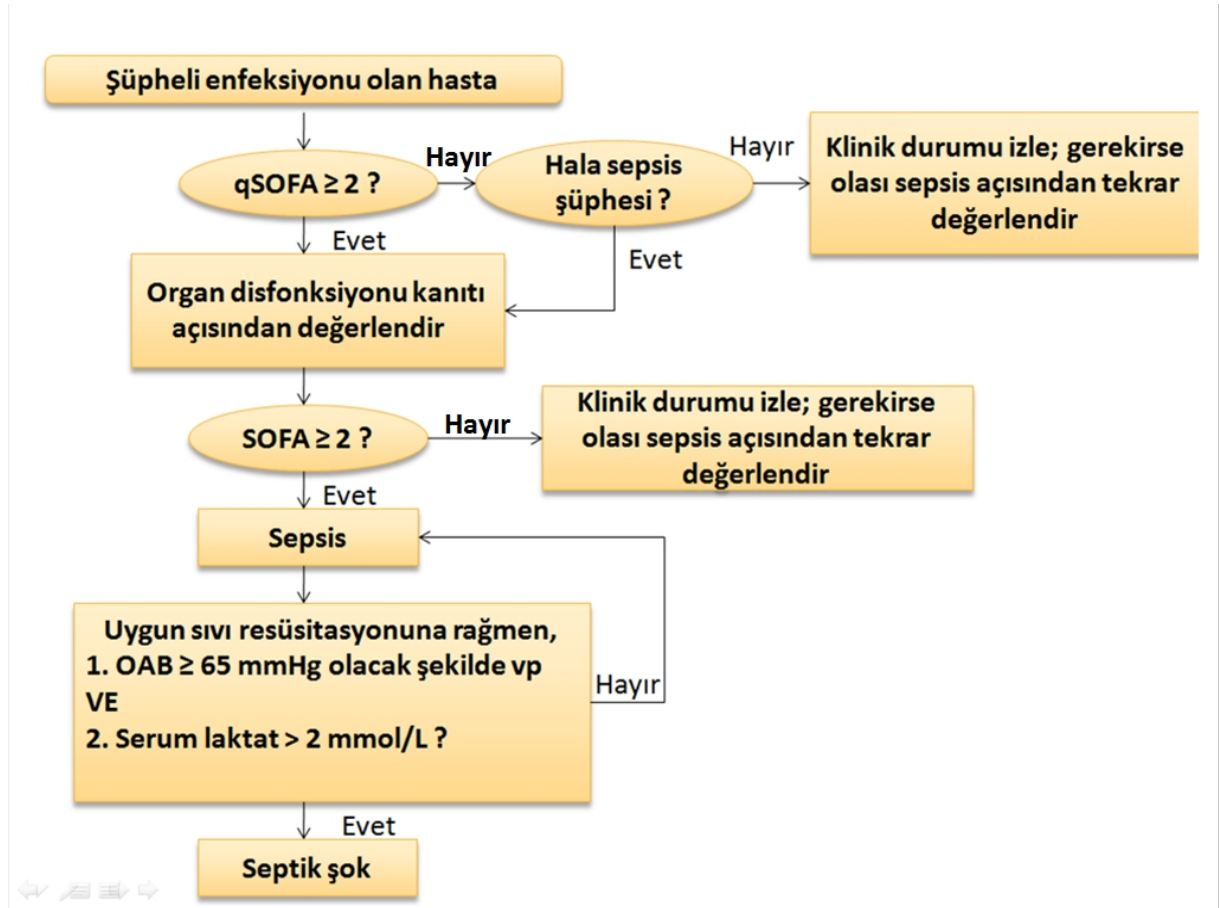 Şüpheli enfeksiyonu olan hasta
qSOFA ≥ 2 ?
Hayır
Hala sepsis
şüphesi ?
Hayır
Klinik durumu izle; gerekirse
olası sepsis açısından tekrar
değerlendir
Evet
Evet
Organ disfonksiyonu kanıtı
açısından değerlendir
SOFA ≥ 2 ?
Hayır
Klinik durumu izle; gerekirse
olası sepsis açısından tekrar
değerlendir
Evet
Sepsis
Uygun sıvı resüsitasyonuna rağmen,
1. OAB ≥ 65 mmHg olacak şekilde vp
VE
2. Serum laktat > 2 mmol/L ?
Hayır
Evet
Septik şok